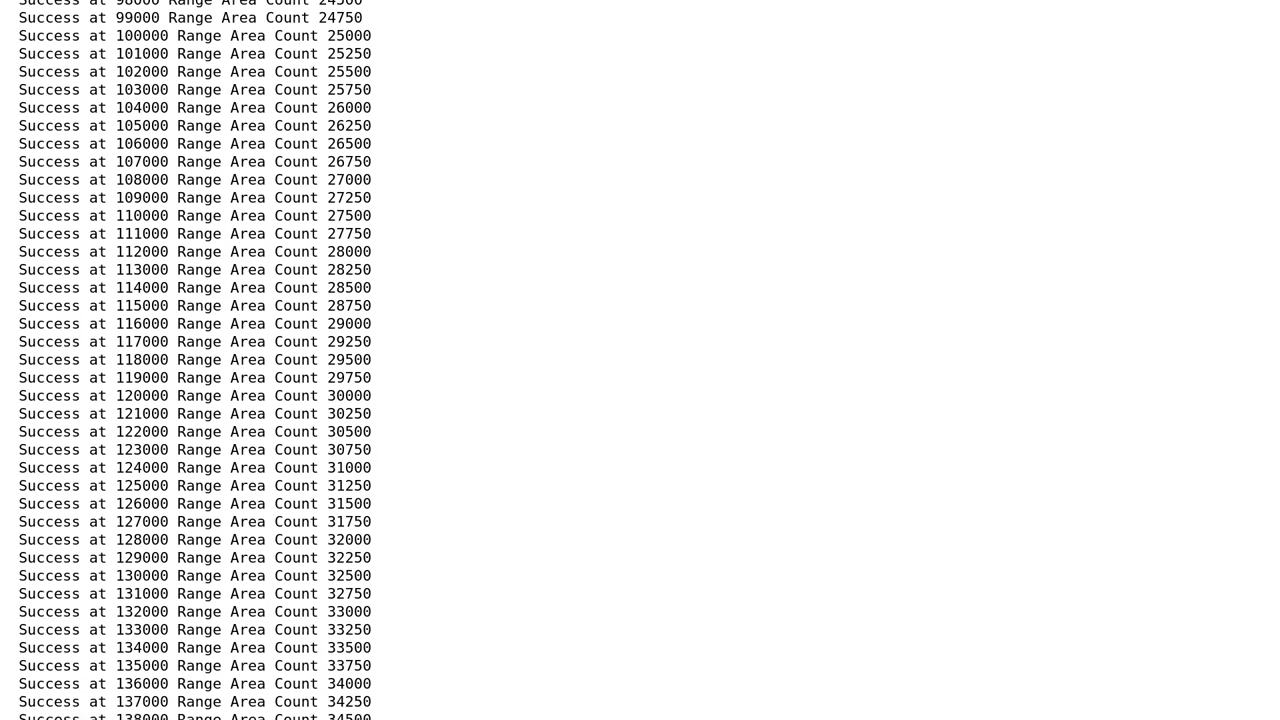 Success at 98000 Range Area Count 24500
Success at 99000 Range Area Count 24750
Success at 100000 Range Area Count 25000
Success at 101000 Range Area Count 25250
Success at 102000 Range Area Count 25500
Success at 103000 Range Area Count 25750
Success at 104000 Range Area Count 26000
Success at 105000 Range Area Count 26250
Success at 106000 Range Area Count 26500
Success at 107000 Range Area Count 26750
Success at 108000 Range Area Count 27000
Success at 109000 Range Area Count 27250
Success at 110000 Range Area Count 27500
Success at 111000 Range Area Count 27750
Success at 112000 Range Area Count 28000
Success at 113000 Range Area Count 28250
Success at 114000 Range Area Count 28500
Success at 115000 Range Area Count 28750
Success at 116000 Range Area Count 29000
Success at 117000 Range Area Count 29250
Success at 118000 Range Area Count 29500
Success at 119000 Range Area Count 29750
Success at 120000 Range Area Count 30000
Success at 121000 Range Area Count 30250
Success at 122000 Range Area Count 30500
Success at 123000 Range Area Count 30750
Success at 124000 Range Area Count 31000
Success at 125000 Range Area Count 31250
Success at 126000 Range Area Count 31500
Success at 127000 Range Area Count 31750
Success at 128000 Range Area Count 32000
Success at 129000 Range Area Count 32250
Success at 130000 Range Area Count 32500
Success at 131000 Range Area Count 32750
Success at 132000 Range Area Count 33000
Success at 133000 Range Area Count 33250
Success at 134000 Range Area Count 33500
Success at 135000 Range Area Count 33750
Success at 136000 Range Area Count 34000
Success at 137000 Range Area Count 34250
Success at 138000 Range Area Count 34500